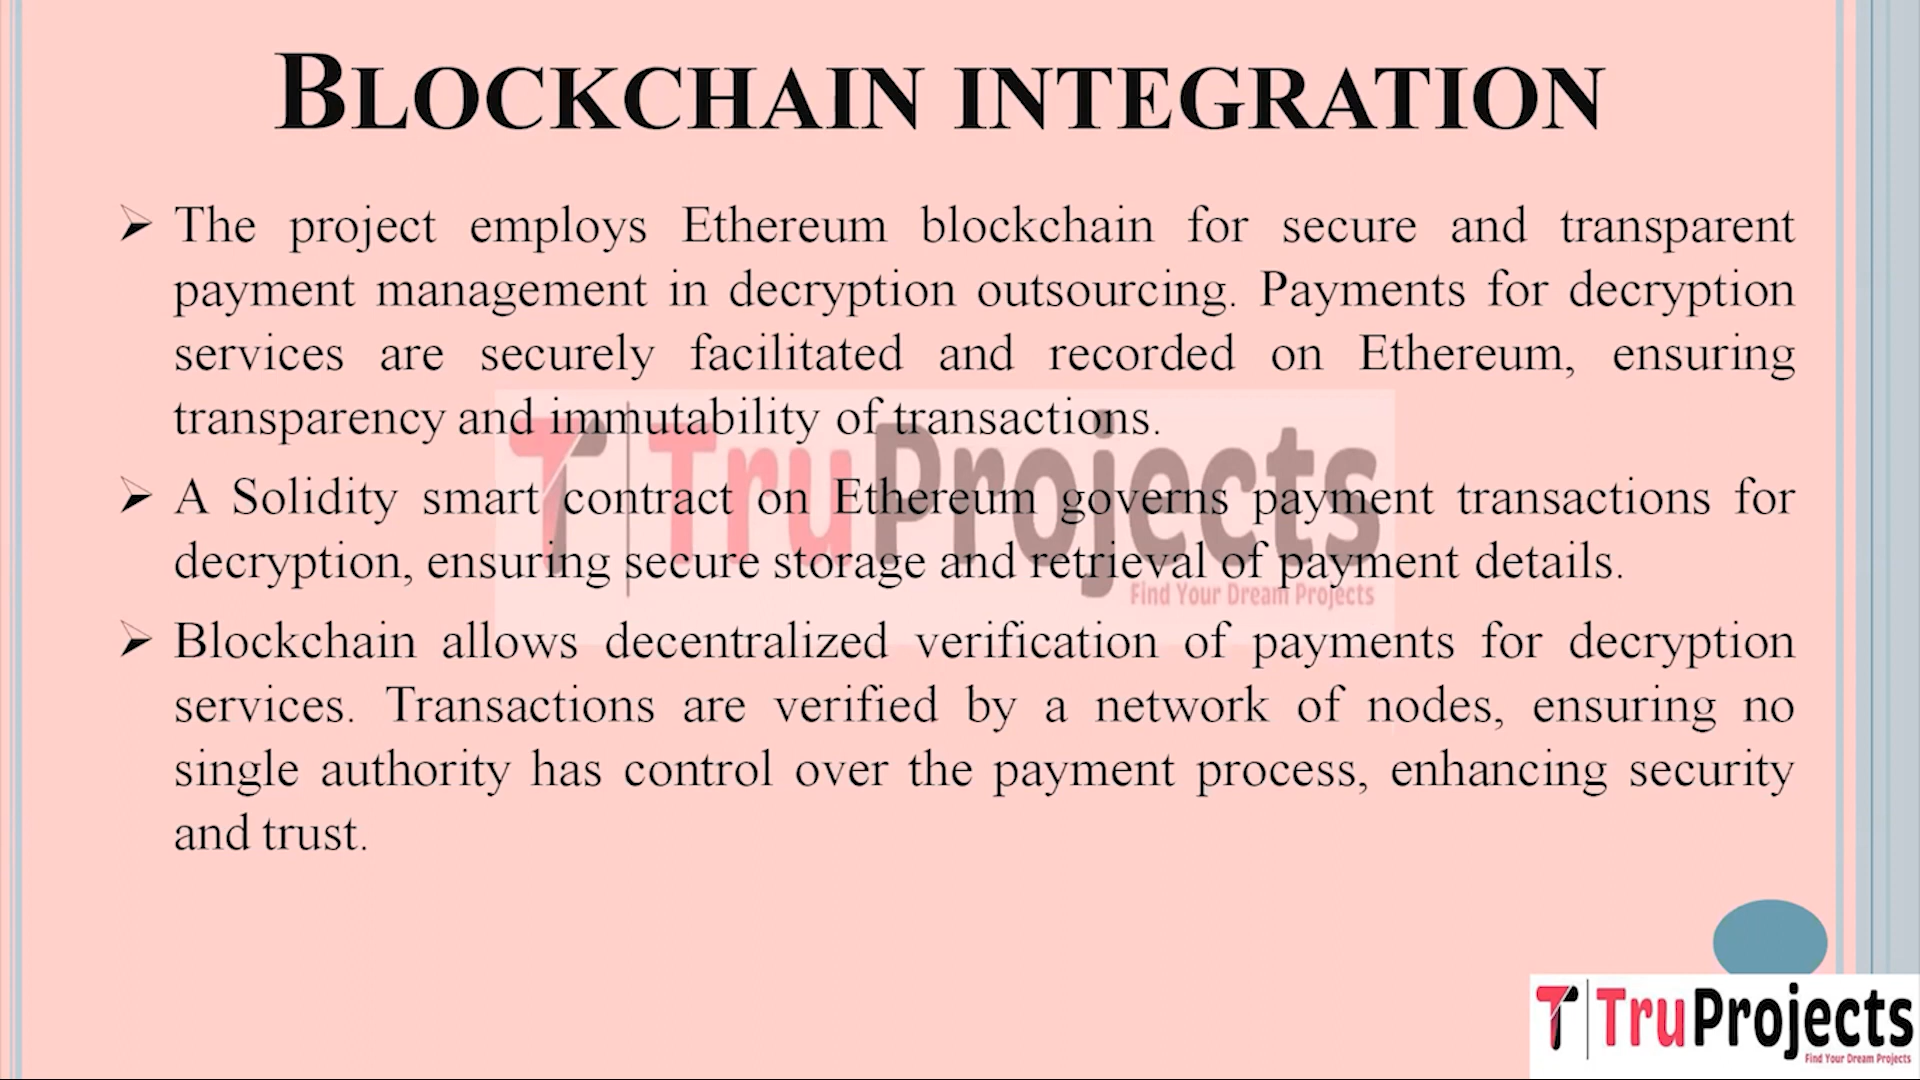 BLOCKCHAIN INTEGRATION
The project employs Ethereum blockchain for secure and transparent
payment management in decryption outsourcing. Payments for decryption
services are securely facilitated and recorded on Ethereum, ensuring
transparency and immutability of transactions.
A Solidity smart contract on Ethereum governs payment transactions for
decryption, ensuring secure storage and retrieval of payment details.
Blockchain allows decentralized verification of payments for decryption
services. Transactions are verified by a network of nodes, ensuring no
single authority has control over the payment process, enhancing security
and trust.
TruProjects
Find Your Dream Projects
TruProjects
Find Your Dream Projects